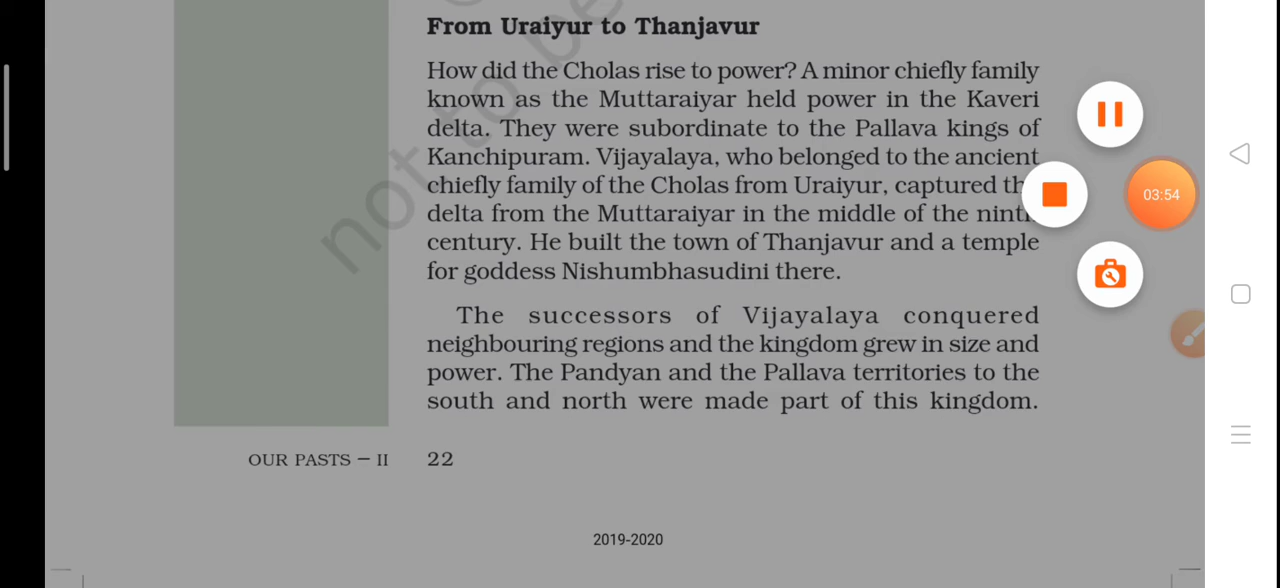 From Uraiyur to Thanjavur
How did the Cholas rise to power? A minor chiefly family
known as the Muttaraiyar held power in the Kaveri
delta. They were subordinate to the Pallava kings of
Kanchipuram. Vijayalaya, who belonged to the ancient
chiefly family of the Cholas from Uraiyur, captured the
delta from the Muttaraiyar in the middle of the ninth
century. He built the town of Thanjavur and a temple
for goddess Nishumbhasudini there.
The successors of Vijayalaya conquered
neighbouring regions and the kingdom grew in size and
power. The Pandyan and the Pallava territories to the
south and north were made part of this kingdom.
OUR PASTS – II 22
2019-2020
not to be
03:54